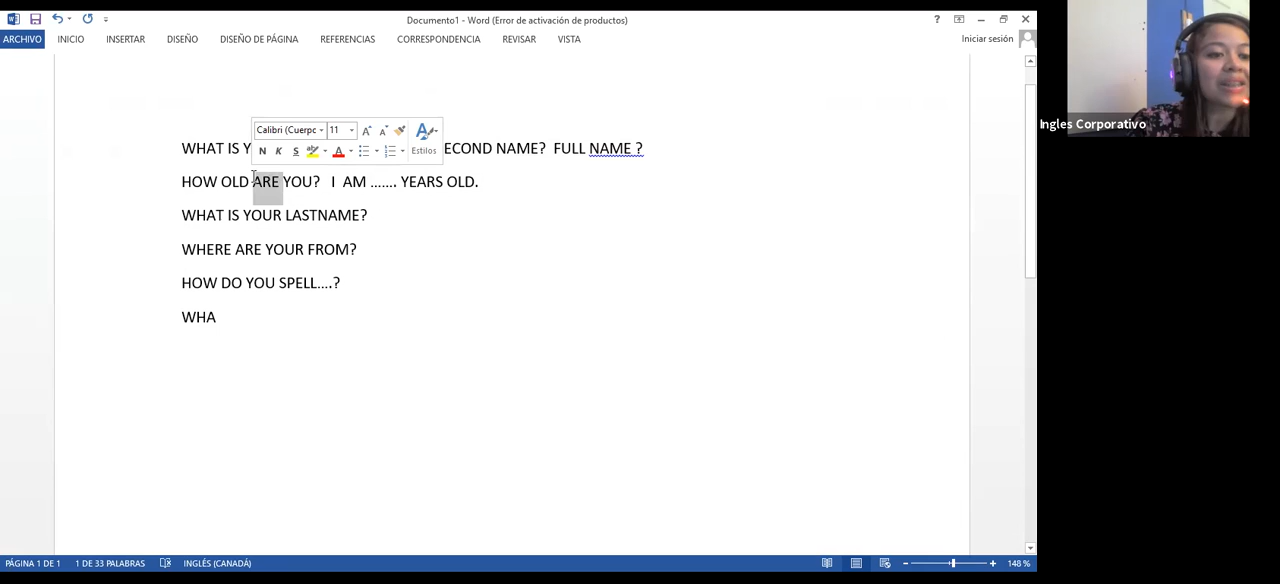 Documento1 - Word (Error de activación de productos)
ARCHIVO INICIO INSERTAR DISEÑO DISEÑO DE PÁGINA REFERENCIAS CORRESPONDENCIA REVISAR VISTA Iniciar sesión
Ingles Corporativo
Calibri (Cuerpc 11
N K S A Estilos
WHAT IS Y ECOND NAME? FULL NAME ?
HOW OLD ARE YOU? I AM ....... YEARS OLD.
WHAT IS YOUR LASTNAME?
WHERE ARE YOUR FROM?
HOW DO YOU SPELL....?
WHA
PÁGINA 1 DE 1 1 DE 33 PALABRAS INGLÉS (CANADÁ) 148 %